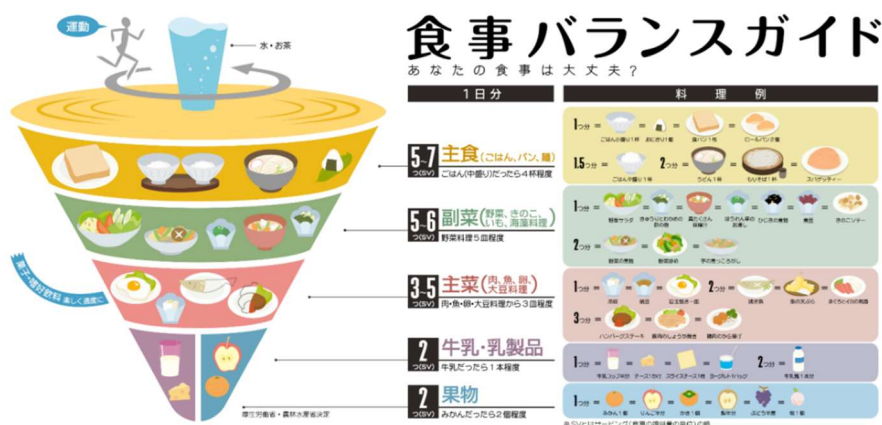 運動
水・お茶
食事バランスガイド
あなたの食事は大丈夫?
1日分
料理例
5~7 つ(SV)
主食(ごはん、パン、麺)
ごはん(中盛り)だったら4杯程度
5~6 つ(SV)
副菜(野菜、きのこ、いも、海藻料理)
野菜料理5皿程度
3~5 つ(SV)
主菜(肉、魚、卵、大豆料理)
肉・魚・卵・大豆料理から3皿程度
2 つ(SV)
牛乳・乳製品
牛乳だったら1本程度
2 つ(SV)
果物
みかんだったら2個程度
菓子・嗜好飲料 楽しく適度に
厚生労働省・農林水産省決定
1つ分 = ごはん小盛り1杯 = おにぎり1個 = 食パン1枚 = ロールパン2個
1.5つ分 = ごはん中盛り1杯 2つ分 = うどん1杯 = もりそば1杯 = スパゲッティー
1つ分 = 野菜サラダ = きゅうりとわかめの酢の物 = 具たくさん味噌汁 = ほうれん草のお浸し = ひじきの煮物 = 煮豆 = きのこソテー
2つ分 = 野菜の煮物 = 野菜炒め = 芋の煮っころがし
1つ分 = 冷奴 = 納豆 = 目玉焼き一皿 2つ分 = 焼き魚 = 魚の天ぷら = まぐろとイカの刺身
3つ分 = ハンバーグステーキ = 豚肉のしょうが焼き = 鶏肉のから揚げ
1つ分 = 牛乳コップ半分 = チーズ1かけ = スライスチーズ1枚 = ヨーグルト1パック 2つ分 = 牛乳瓶1本分
1つ分 = みかん1個 = りんご半分 = かき1個 = 梨半分 = ぶどう半房 = 桃1個